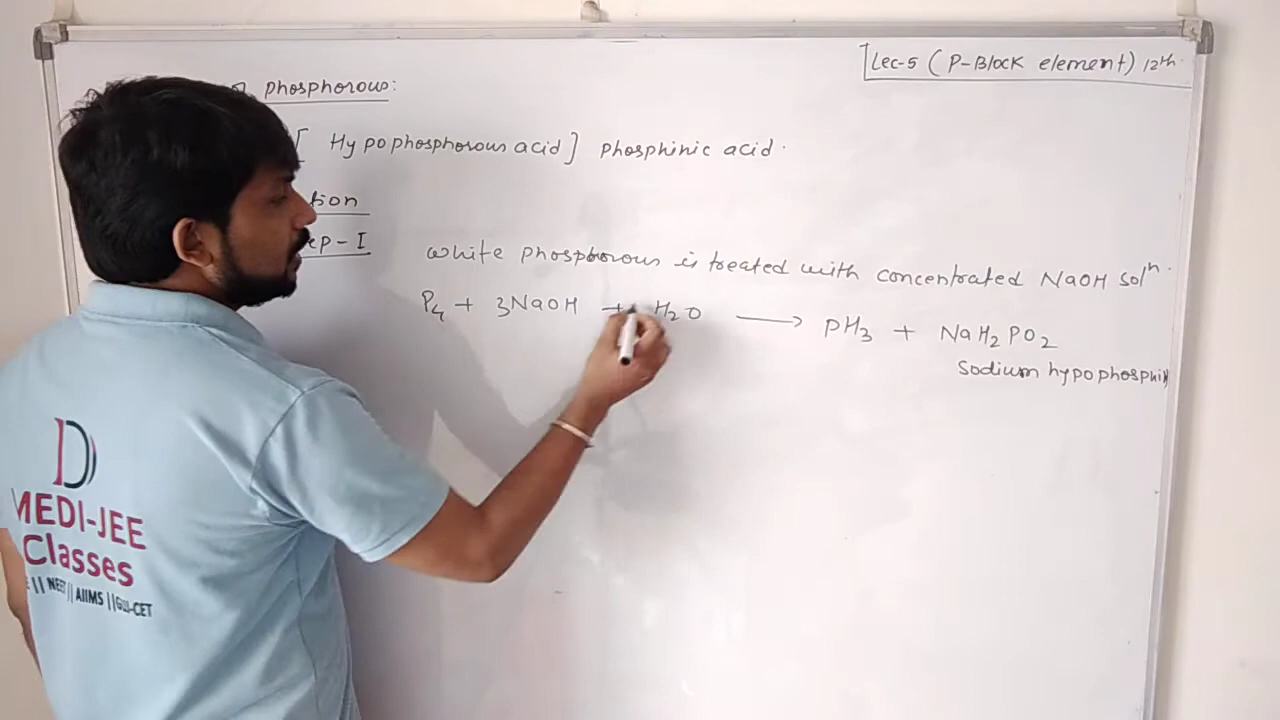 Lec-5 (P-Block element) 12th
phosphorous:
[ Hypophosphorous acid] phosphinic acid.
tion
ep-I
white phosphorous is treated with concentrated NaOH solⁿ.
P₄ + 3NaOH + H₂O ⟶ PH₃ + NaH₂PO₂
Sodium hypophosphi
D
MEDI-JEE
Classes
E || NEET || AIIMS || GUJ-CET